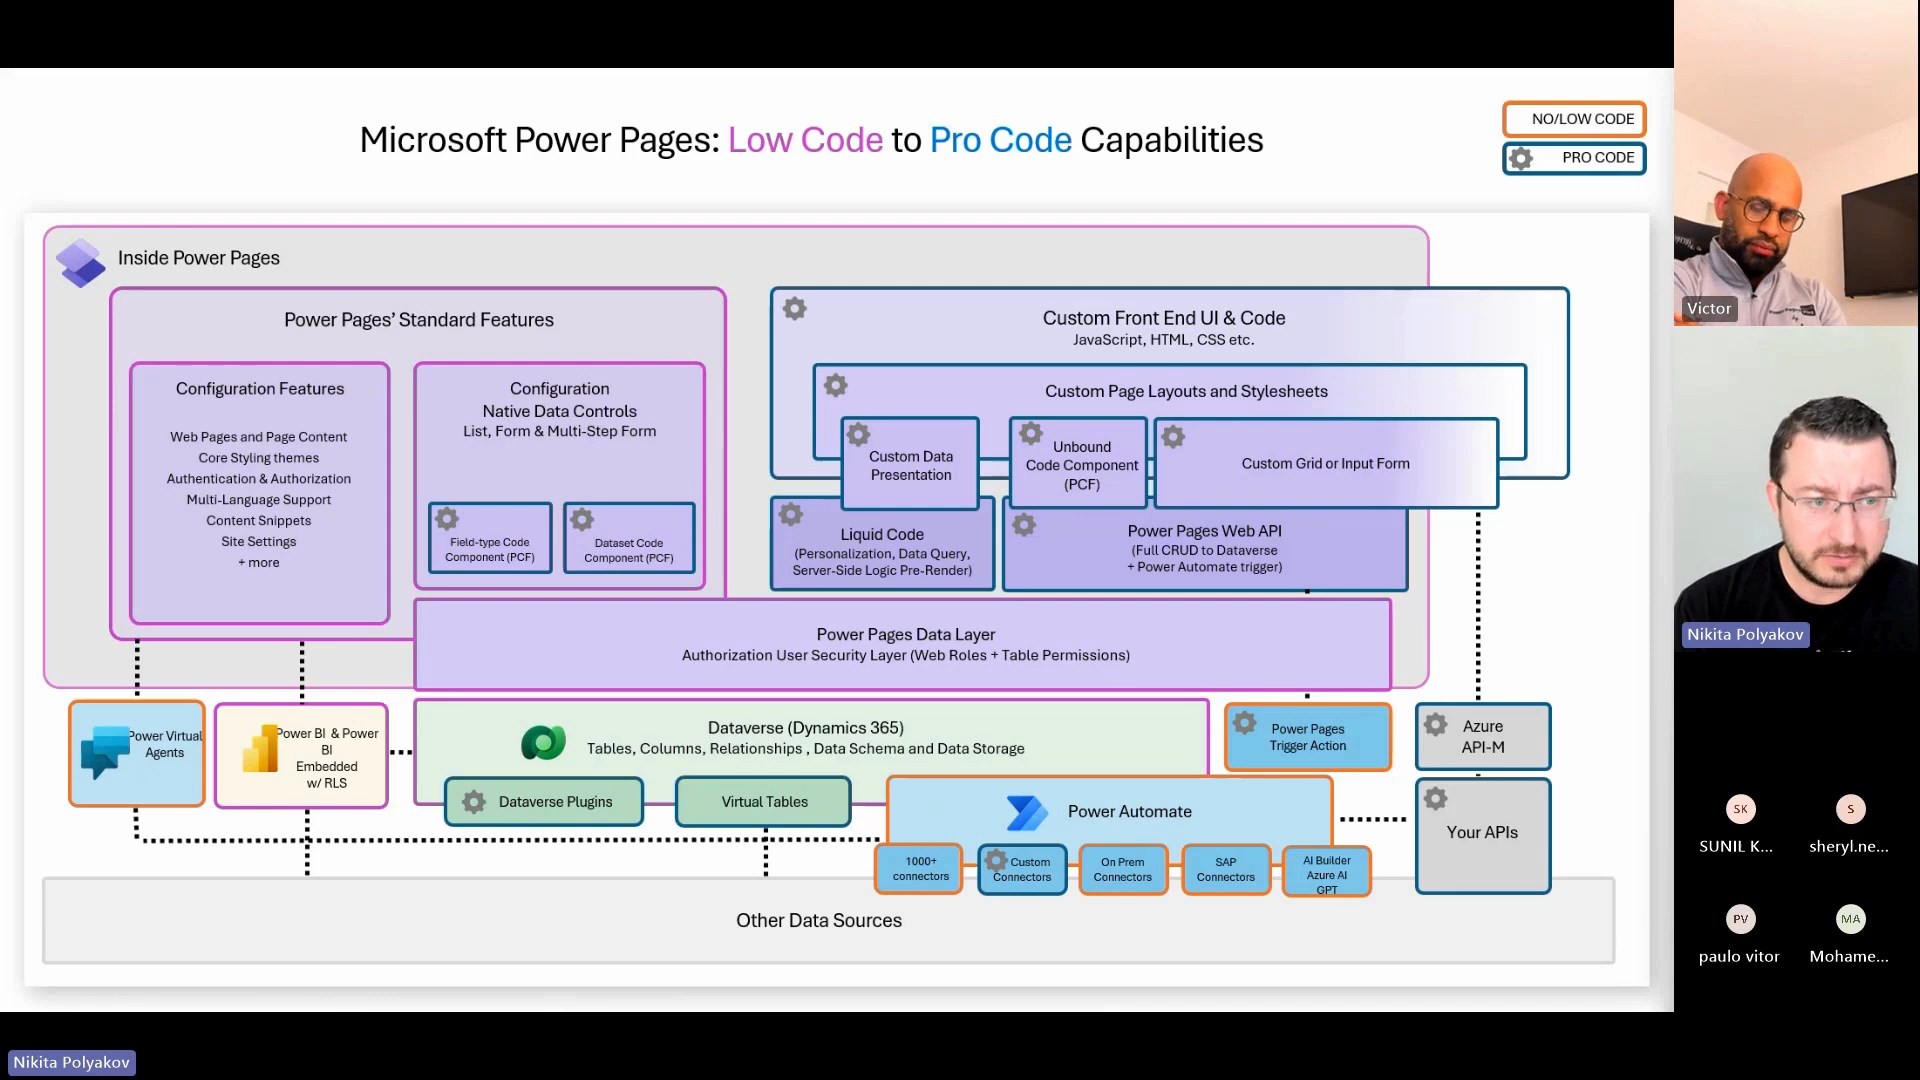 Microsoft Power Pages: Low Code to Pro Code Capabilities
NO/LOW CODE
PRO CODE
Inside Power Pages
Power Pages' Standard Features
Configuration Features
Web Pages and Page Content
Core Styling themes
Authentication & Authorization
Multi-Language Support
Content Snippets
Site Settings
+ more
Configuration
Native Data Controls
List, Form & Multi-Step Form
Field-type Code
Component (PCF)
Dataset Code
Component (PCF)
Custom Front End UI & Code
JavaScript, HTML, CSS etc.
Custom Page Layouts and Stylesheets
Custom Data
Presentation
Unbound
Code Component
(PCF)
Custom Grid or Input Form
Liquid Code
(Personalization, Data Query,
Server-Side Logic Pre-Render)
Power Pages Web API
(Full CRUD to Dataverse
+ Power Automate trigger)
Power Pages Data Layer
Authorization User Security Layer (Web Roles + Table Permissions)
Power Virtual
Agents
Power BI & Power
BI
Embedded
w/ RLS
Dataverse (Dynamics 365)
Tables, Columns, Relationships , Data Schema and Data Storage
Dataverse Plugins
Virtual Tables
Power Pages
Trigger Action
Azure
API-M
Power Automate
Your APIs
1000+
connectors
Custom
Connectors
On Prem
Connectors
SAP
Connectors
AI Builder
Azure AI
GPT
Other Data Sources
Victor
Nikita Polyakov
SK
SUNIL K...
S
sheryl.ne...
PV
paulo vitor
MA
Mohame...
Nikita Polyakov